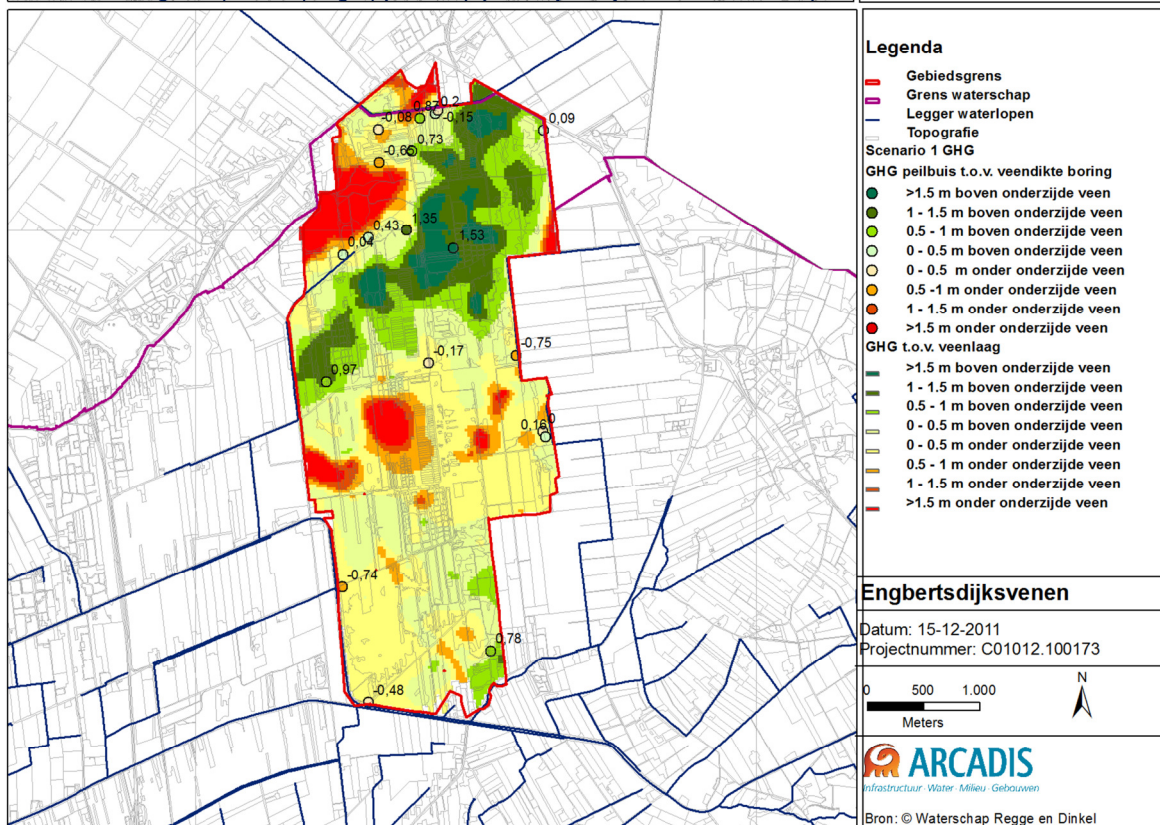 0,2
0,87
-0,08
-0,15
0,09
0,73
-0,65
1,35
0,43
1,53
0,04
-0,75
-0,17
0,97
0
0,16
-0,74
0,78
-0,48
Legenda
Gebiedsgrens
Grens waterschap
Legger waterlopen
Topografie
Scenario 1 GHG
GHG peilbuis t.o.v. veendikte boring
>1.5 m boven onderzijde veen
1 - 1.5 m boven onderzijde veen
0.5 - 1 m boven onderzijde veen
0 - 0.5 m boven onderzijde veen
0 - 0.5 m onder onderzijde veen
0.5 -1 m onder onderzijde veen
1 - 1.5 m onder onderzijde veen
>1.5 m onder onderzijde veen
GHG t.o.v. veenlaag
>1.5 m boven onderzijde veen
1 - 1.5 m boven onderzijde veen
0.5 - 1 m boven onderzijde veen
0 - 0.5 m boven onderzijde veen
0 - 0.5 m onder onderzijde veen
0.5 - 1 m onder onderzijde veen
1 - 1.5 m onder onderzijde veen
>1.5 m onder onderzijde veen
Engbertsdijksvenen
Datum: 15-12-2011
Projectnummer: C01012.100173
0 500 1.000
Meters
N
ARCADIS
Infrastructuur · Water · Milieu · Gebouwen
Bron: © Waterschap Regge en Dinkel